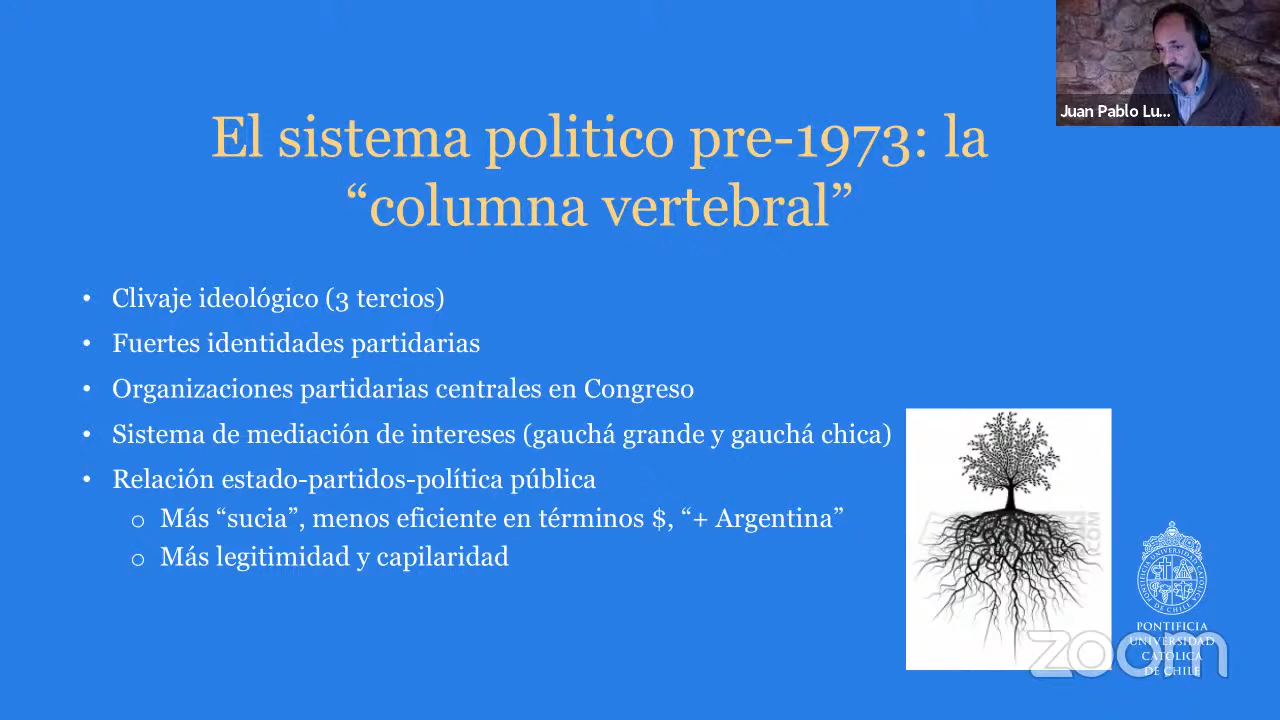 Juan Pablo Lu...
El sistema politico pre-1973: la
“columna vertebral”
• Clivaje ideológico (3 tercios)
• Fuertes identidades partidarias
• Organizaciones partidarias centrales en Congreso
• Sistema de mediación de intereses (gauchá grande y gauchá chica)
• Relación estado-partidos-política pública
o Más “sucia”, menos eficiente en términos $, “+ Argentina”
o Más legitimidad y capilaridad
PONTIFICIA
UNIVERSIDAD
CATÓLICA
DE CHILE
zoom